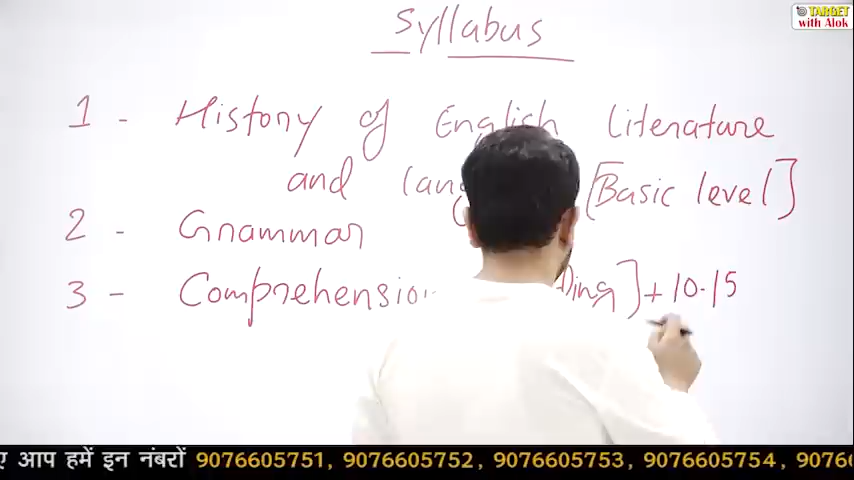 TARGET
with Alok
Syllabus
1 - History of English Literature
and [Basic level]
2 - Grammar
3 - Comprehension ] + 10.15
ए आप हमें इन नंबरों 9076605751, 9076605752, 9076605753, 9076605754, 90766